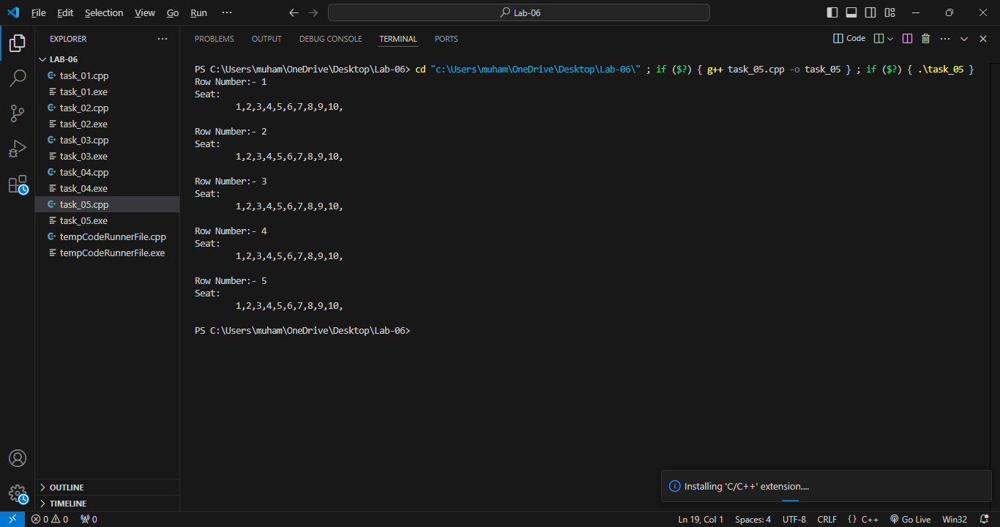 File Edit Selection View Go Run ··· Lab-06
EXPLORER ···
LAB-06
task_01.cpp
task_01.exe
task_02.cpp
task_02.exe
task_03.cpp
task_03.exe
task_04.cpp
task_04.exe
task_05.cpp
task_05.exe
tempCodeRunnerFile.cpp
tempCodeRunnerFile.exe
OUTLINE
TIMELINE
PROBLEMS OUTPUT DEBUG CONSOLE TERMINAL PORTS Code ···
PS C:\Users\muham\OneDrive\Desktop\Lab-06> cd "c:\Users\muham\OneDrive\Desktop\Lab-06\" ; if ($?) { g++ task_05.cpp -o task_05 } ; if ($?) { .\task_05 }
Row Number:- 1
Seat:
1,2,3,4,5,6,7,8,9,10,
Row Number:- 2
Seat:
1,2,3,4,5,6,7,8,9,10,
Row Number:- 3
Seat:
1,2,3,4,5,6,7,8,9,10,
Row Number:- 4
Seat:
1,2,3,4,5,6,7,8,9,10,
Row Number:- 5
Seat:
1,2,3,4,5,6,7,8,9,10,
PS C:\Users\muham\OneDrive\Desktop\Lab-06>
Installing 'C/C++' extension....
0 0 0 Ln 19, Col 1 Spaces: 4 UTF-8 CRLF {} C++ Go Live Win32